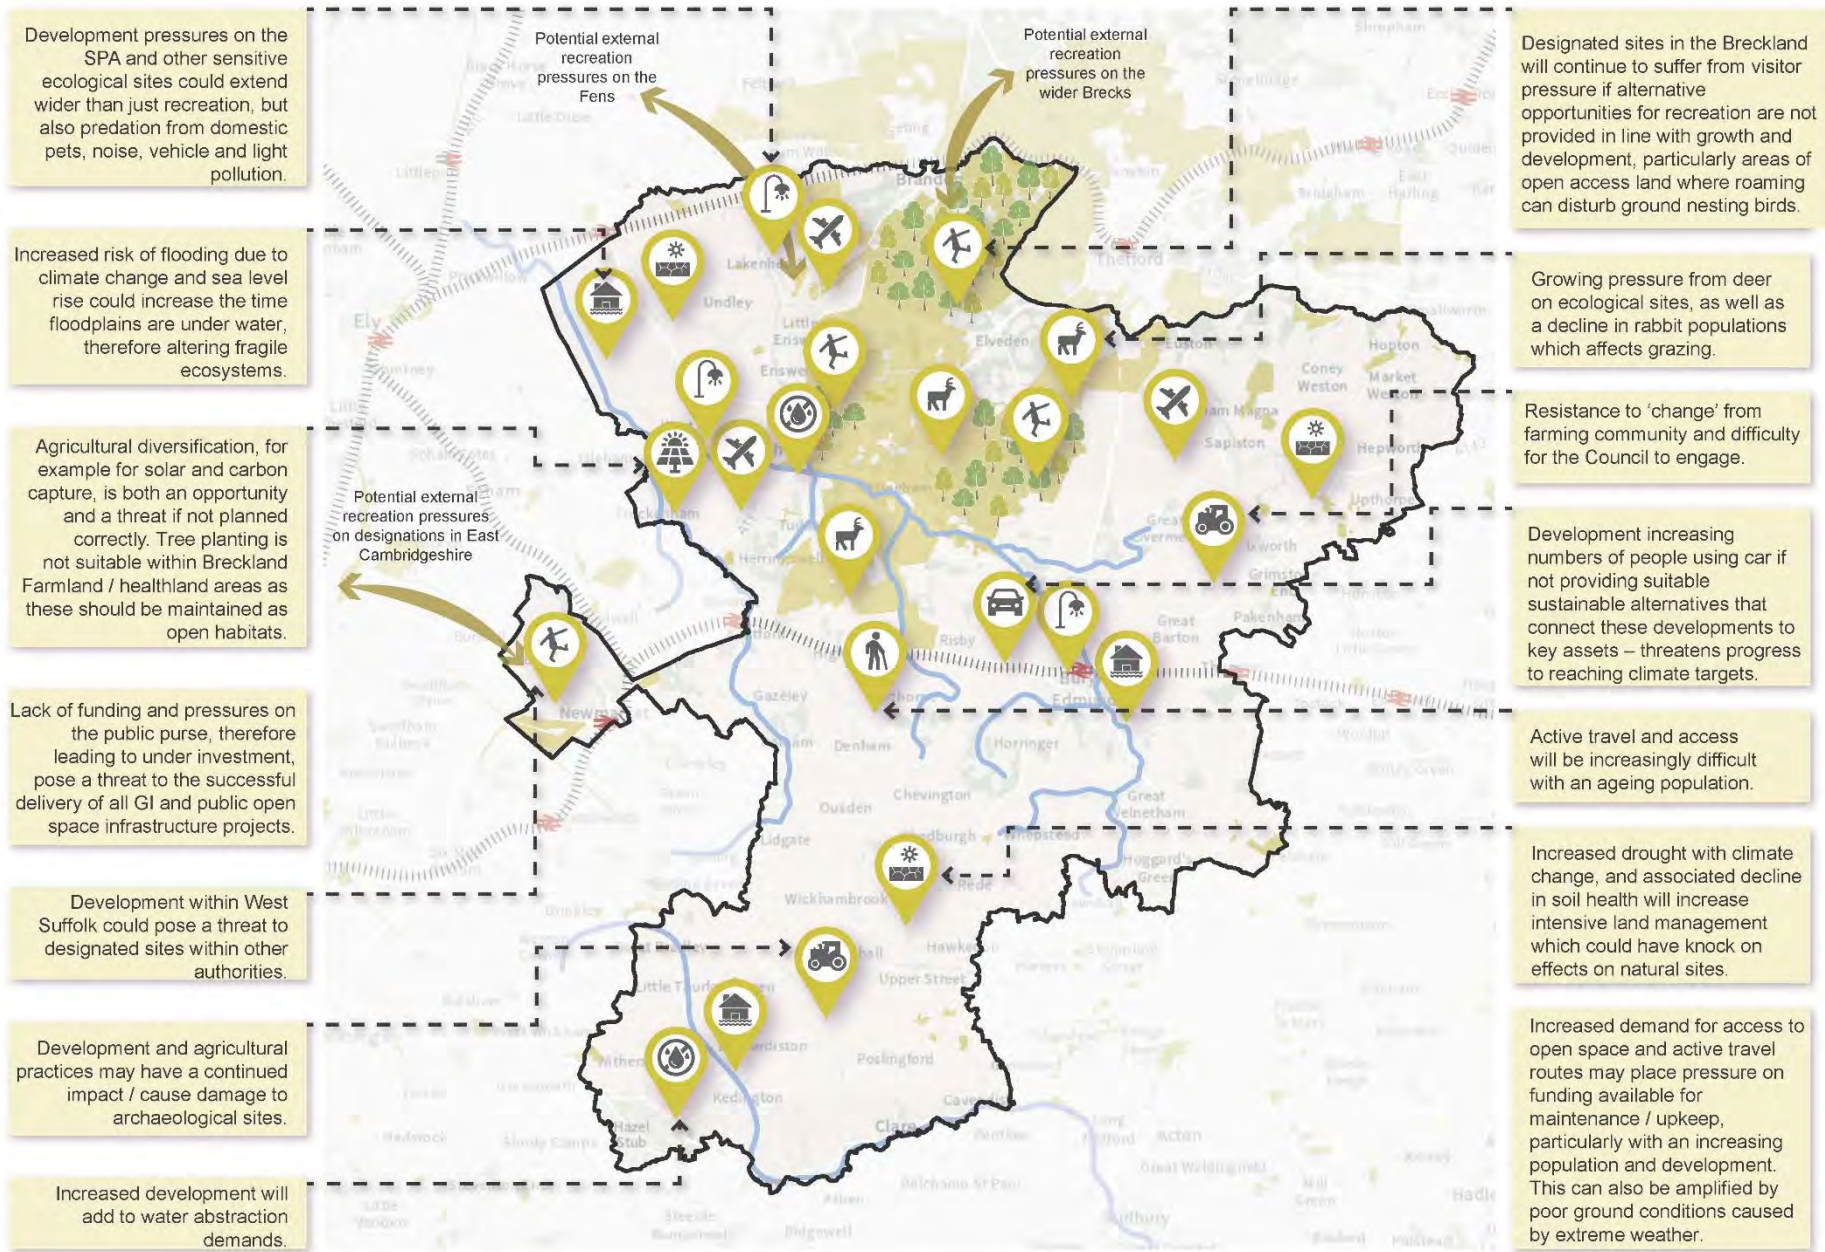 Development pressures on the
SPA and other sensitive
ecological sites could extend
wider than just recreation, but
also predation from domestic
pets, noise, vehicle and light
pollution.
Increased risk of flooding due to
climate change and sea level
rise could increase the time
floodplains are under water,
therefore altering fragile
ecosystems.
Agricultural diversification, for
example for solar and carbon
capture, is both an opportunity
and a threat if not planned
correctly. Tree planting is
not suitable within Breckland
Farmland / healthland areas as
these should be maintained as
open habitats.
Lack of funding and pressures on
the public purse, therefore
leading to under investment,
pose a threat to the successful
delivery of all GI and public open
space infrastructure projects.
Development within West
Suffolk could pose a threat to
designated sites within other
authorities.
Development and agricultural
practices may have a continued
impact / cause damage to
archaeological sites.
Increased development will
add to water abstraction
demands.
Potential external
recreation pressures on the
Fens
Potential external
recreation pressures on the
wider Brecks
Potential external
recreation pressures
on designations in East
Cambridgeshire
Ely
Thetford
Undley
Elveden
Euston
Hopton
Coney
Weston
Market
Weston
Sapiston
Risby
Great
Barton
Pakenham
Gazeley
Newmarket
Denham
Horringer
Chevington
Ousden
Lidgate
Great
Welnetham
Hoggard's
Green
Wickhambrook
Rede
Upper Street
Poslingford
Kedington
Hazel
Stub
Clare
Acton
Great Waldingfield
Belchamp St Paul
Ridgewell
Designated sites in the Breckland
will continue to suffer from visitor
pressure if alternative
opportunities for recreation are not
provided in line with growth and
development, particularly areas of
open access land where roaming
can disturb ground nesting birds.
Growing pressure from deer
on ecological sites, as well as
a decline in rabbit populations
which affects grazing.
Resistance to ‘change’ from
farming community and difficulty
for the Council to engage.
Development increasing
numbers of people using car if
not providing suitable
sustainable alternatives that
connect these developments to
key assets – threatens progress
to reaching climate targets.
Active travel and access
will be increasingly difficult
with an ageing population.
Increased drought with climate
change, and associated decline
in soil health will increase
intensive land management
which could have knock on
effects on natural sites.
Increased demand for access to
open space and active travel
routes may place pressure on
funding available for
maintenance / upkeep,
particularly with an increasing
population and development.
This can also be amplified by
poor ground conditions caused
by extreme weather.